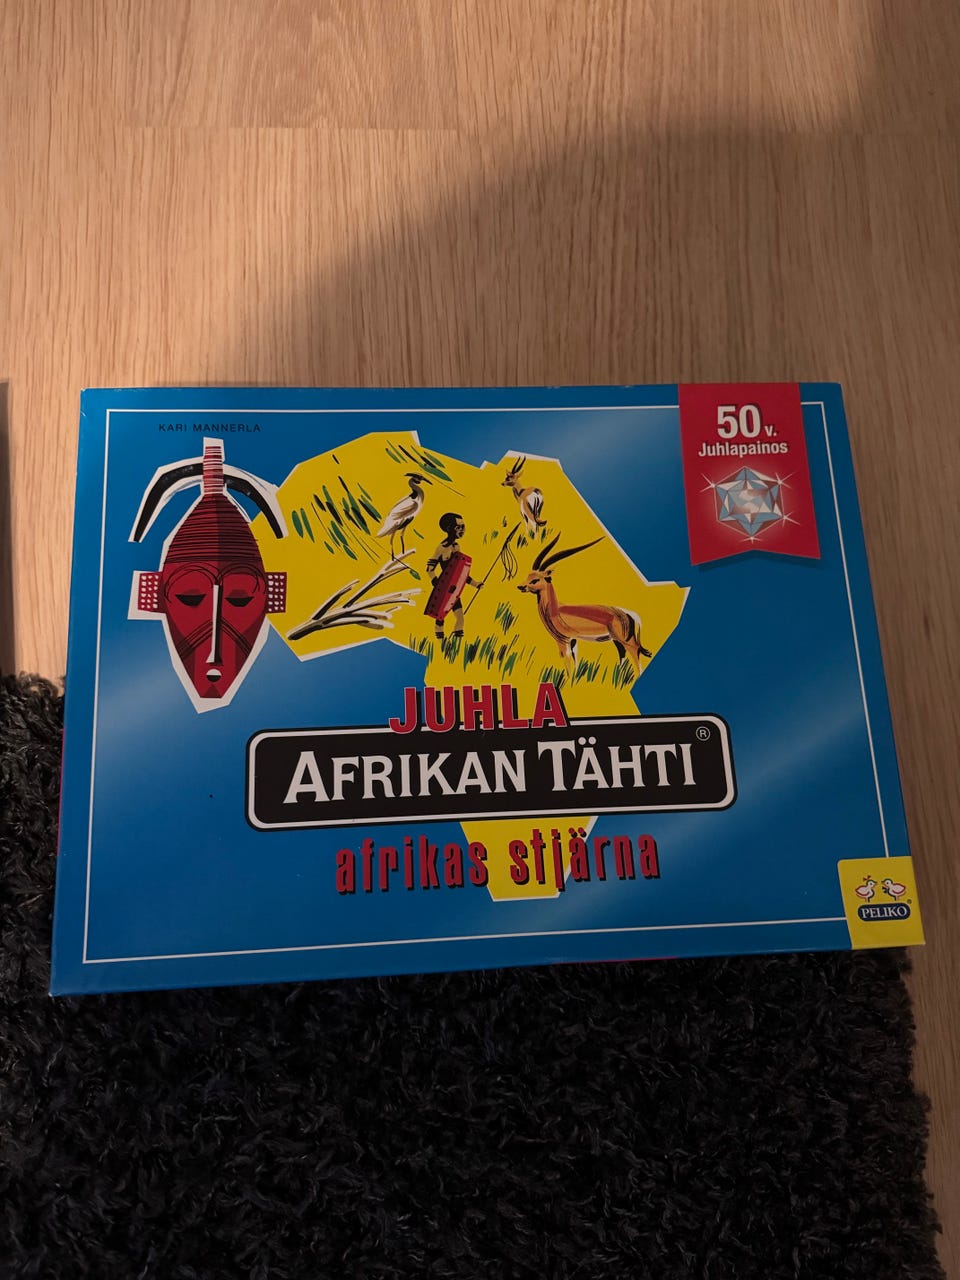 KARI MANNERLA
50 v.
Juhlapainos
JUHLA
AFRIKAN TÄHTI ®
afrikas stjärna
PELIKO ®